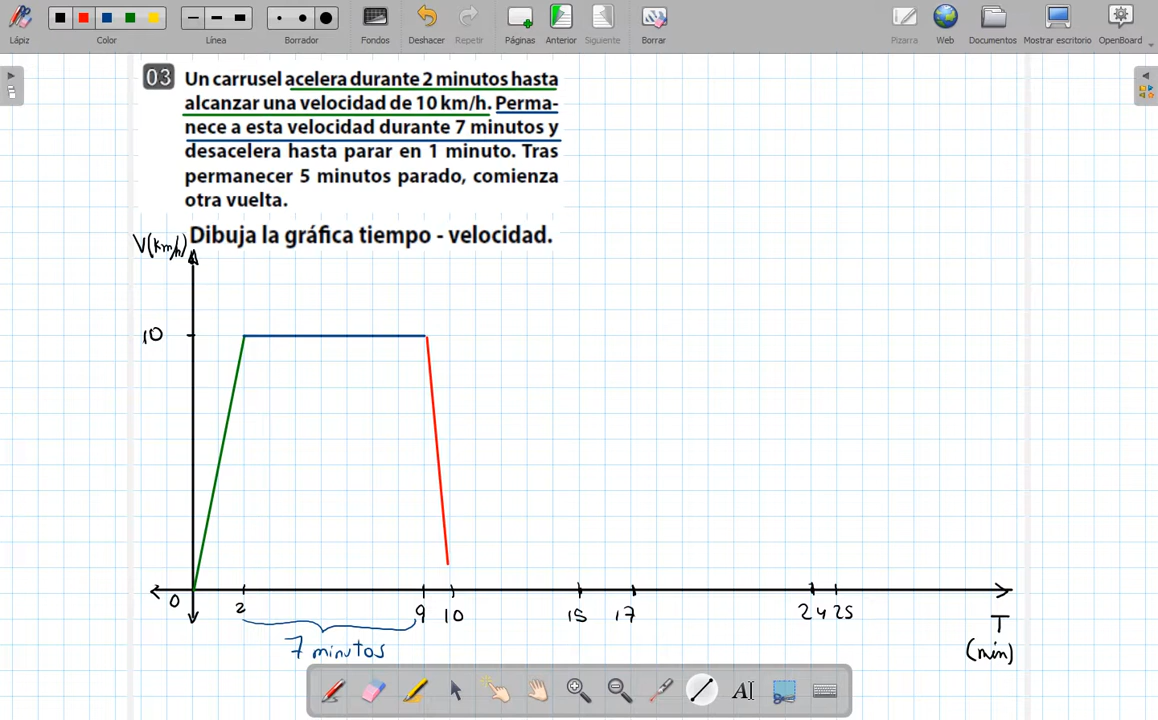 Lápiz
Color
Línea
Borrador
Fondos
Deshacer
Repetir
Páginas
Anterior
Siguiente
Borrar
Pizarra
Web
Documentos
Mostrar escritorio
OpenBoard
03
Un carrusel acelera durante 2 minutos hasta
alcanzar una velocidad de 10 km/h. Perma-
nece a esta velocidad durante 7 minutos y
desacelera hasta parar en 1 minuto. Tras
permanecer 5 minutos parado, comienza
otra vuelta.
Dibuja la gráfica tiempo - velocidad.
V(km/h)
10
0 2 9 10 15 17 24 25
T
(min)
7 minutos
AI